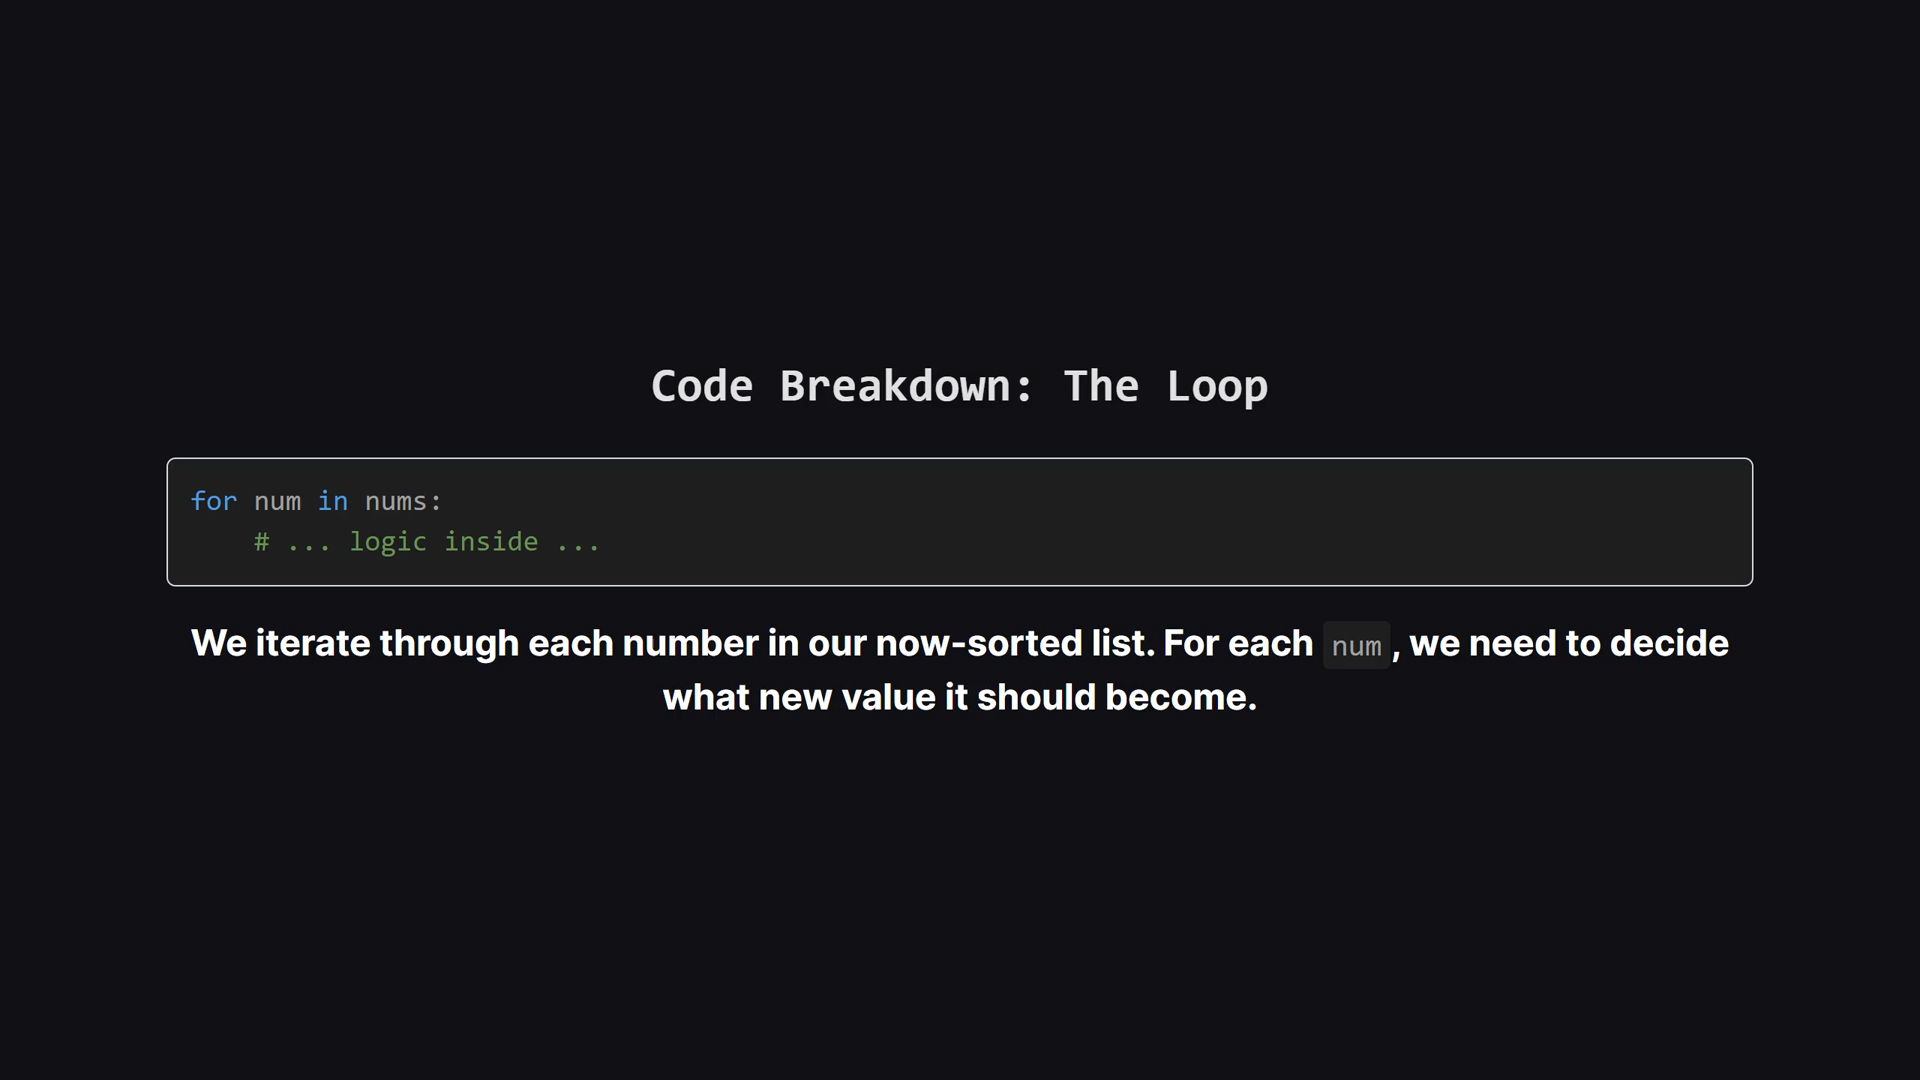 Code Breakdown: The Loop
for num in nums:
    # ... logic inside ...
We iterate through each number in our now-sorted list. For each num, we need to decide
what new value it should become.